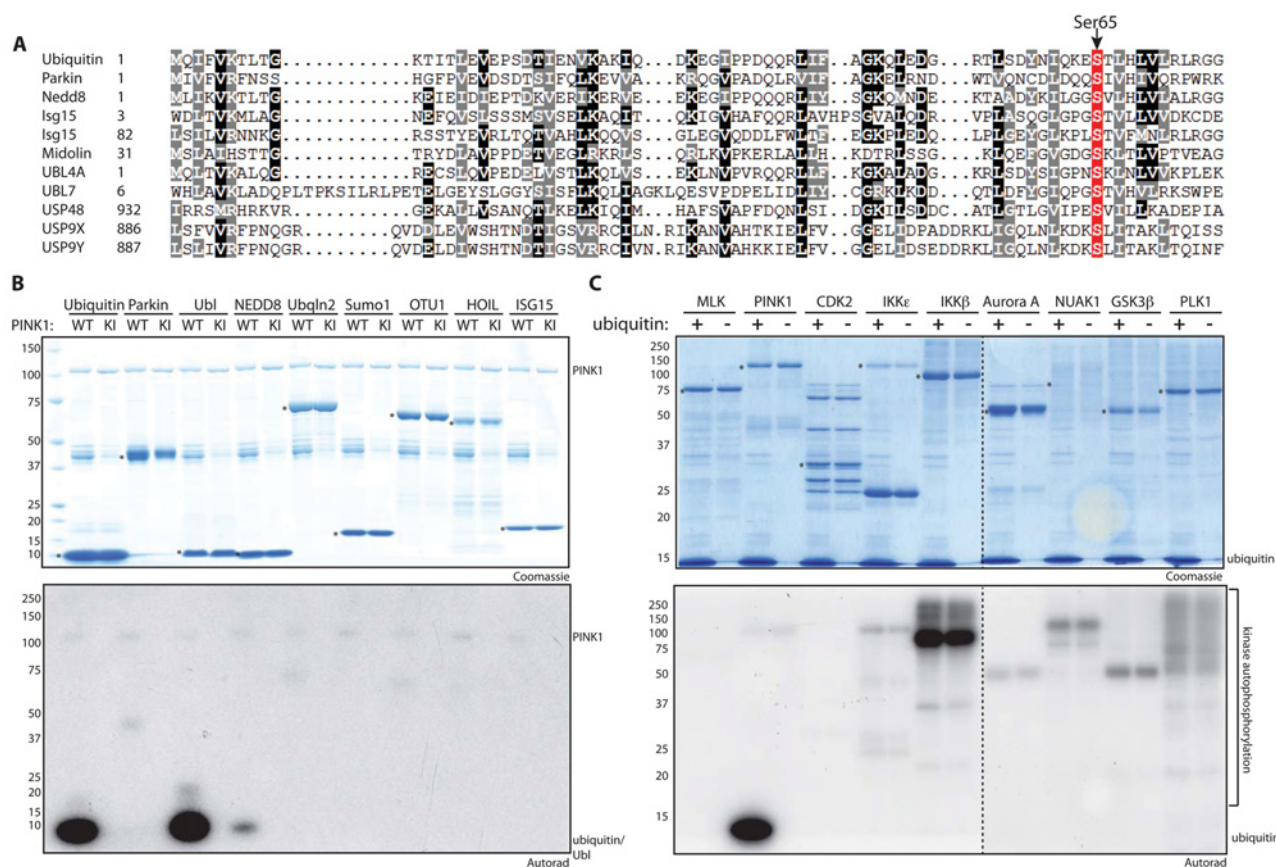 Ser65
A
Ubiquitin 1 MQIFVKTLTG..........KTITLEVEPSDTIENVKAKIQ...DKEGIPPDQQRLIF..AGKQLEDG...RTLSDYNIQKESTLHLVLRLRGG
Parkin 1 MIVFVRFNSS..........HGFPVEVDSDTSIFQLKEVVA...KRQGVPADQLRVIF..AGKELRND...WTVQNCDLDQQSIVHIVQRPWRK
Nedd8 1 MLIKVKTLTG..........KEIEIDIEPTDKVERIKERVE...EKEGIPPQQQRLIY..SGKQMNDE...KTAADYKILGGSVLHLVLALRGG
Isg15 3 WDLTVKMLAG..........NEFQVSLSSSMSVSELKAQIT...QKIGVHAFQQRLAVHPSGVALQDR...VPLASQGLGPGSTVLLVVDKCDE
Isg15 82 LSILVRNNKG..........RSSTYEVRLTQTVAHLKQQVS...GLEGVQDDLFWLTF..EGKPLEDQ...LPLGEYGLKPLSTVFMNLRLRGG
Midolin 31 MSLAIHSTTG..........TRYDLAVPPDETVEGLRKRLS...QRLKVPKERLALLH..KDTRLSSG...KLQEFGVGDGSKLTLVPTVEAG
UBL4A 1 MQLTVKALQG..........RECSLQVPEDELVSTLKQLVS...EKLNVPVRQQRLLF..KGKALADG...KRLSDYSIGPNSKLNLVVKPLEK
UBL7 6 WHLAVKLADQPLTPKSILRLPETELGEYSLGGYSISFLKQLIAGKLQESVPDPELIDLIY..CGRKLKDD...QTLDFYGIQPGSTVHVLRKSWPE
USP48 932 IRRSMRHRKVR..........GEKALLVSANQTLKELKIQIM...HAFSVAPFDQNLSI..DGKILSDDC..ATLGTLGVIPESVILLKADEPIA
USP9X 886 LSFVVRFPNQGR..........QVDDLEVWSHTNDTIGSVRRCILN.RIKANVAHTKIELFV..GGELIDPADDRKLIGQLNLKDKSLITAKLTQISS
USP9Y 887 LSLIVRFPNQGR..........QVDELDIWSHTNDTIGSVRRCIVN.RIKANVAHKKIELFV..GGELIDSEDDRKLIGQLNLKDKSLITAKLTQINF
B
Ubiquitin Parkin Ubl NEDD8 Ubqln2 Sumo1 OTU1 HOIL ISG15
PINK1: WT KI WT KI WT KI WT KI WT KI WT KI WT KI WT KI WT KI
150
100
75
50
37
25
20
15
10
PINK1
Coomassie
250
150
100
75
50
37
25
20
15
10
PINK1
ubiquitin/
Ubl
Autorad
C
MLK PINK1 CDK2 IKKε IKKβ Aurora A NUAK1 GSK3β PLK1
ubiquitin: + - + - + - + - + - + - + - + - + -
250
150
100
75
50
37
25
20
15
ubiquitin
Coomassie
250
150
100
75
50
37
25
20
15
kinase autophosphorylation
ubiquitin
Autorad